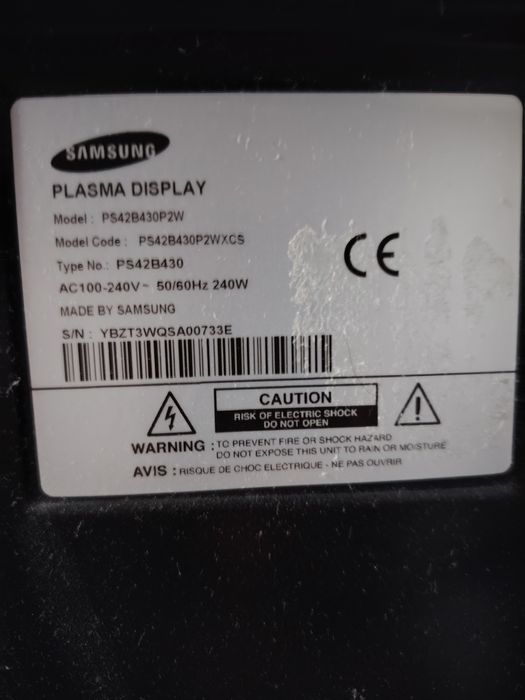 SAMSUNG
PLASMA DISPLAY
Model : PS42B430P2W
Model Code : PS42B430P2WXCS
Type No.: PS42B430
AC100-240V~ 50/60Hz 240W
MADE BY SAMSUNG
S/N : YBZT3WQSA00733E
CE
CAUTION
RISK OF ELECTRIC SHOCK
DO NOT OPEN
WARNING : TO PREVENT FIRE OR SHOCK HAZARD
DO NOT EXPOSE THIS UNIT TO RAIN OR MOISTURE
AVIS : RISQUE DE CHOC ELECTRIQUE - NE PAS OUVRIR